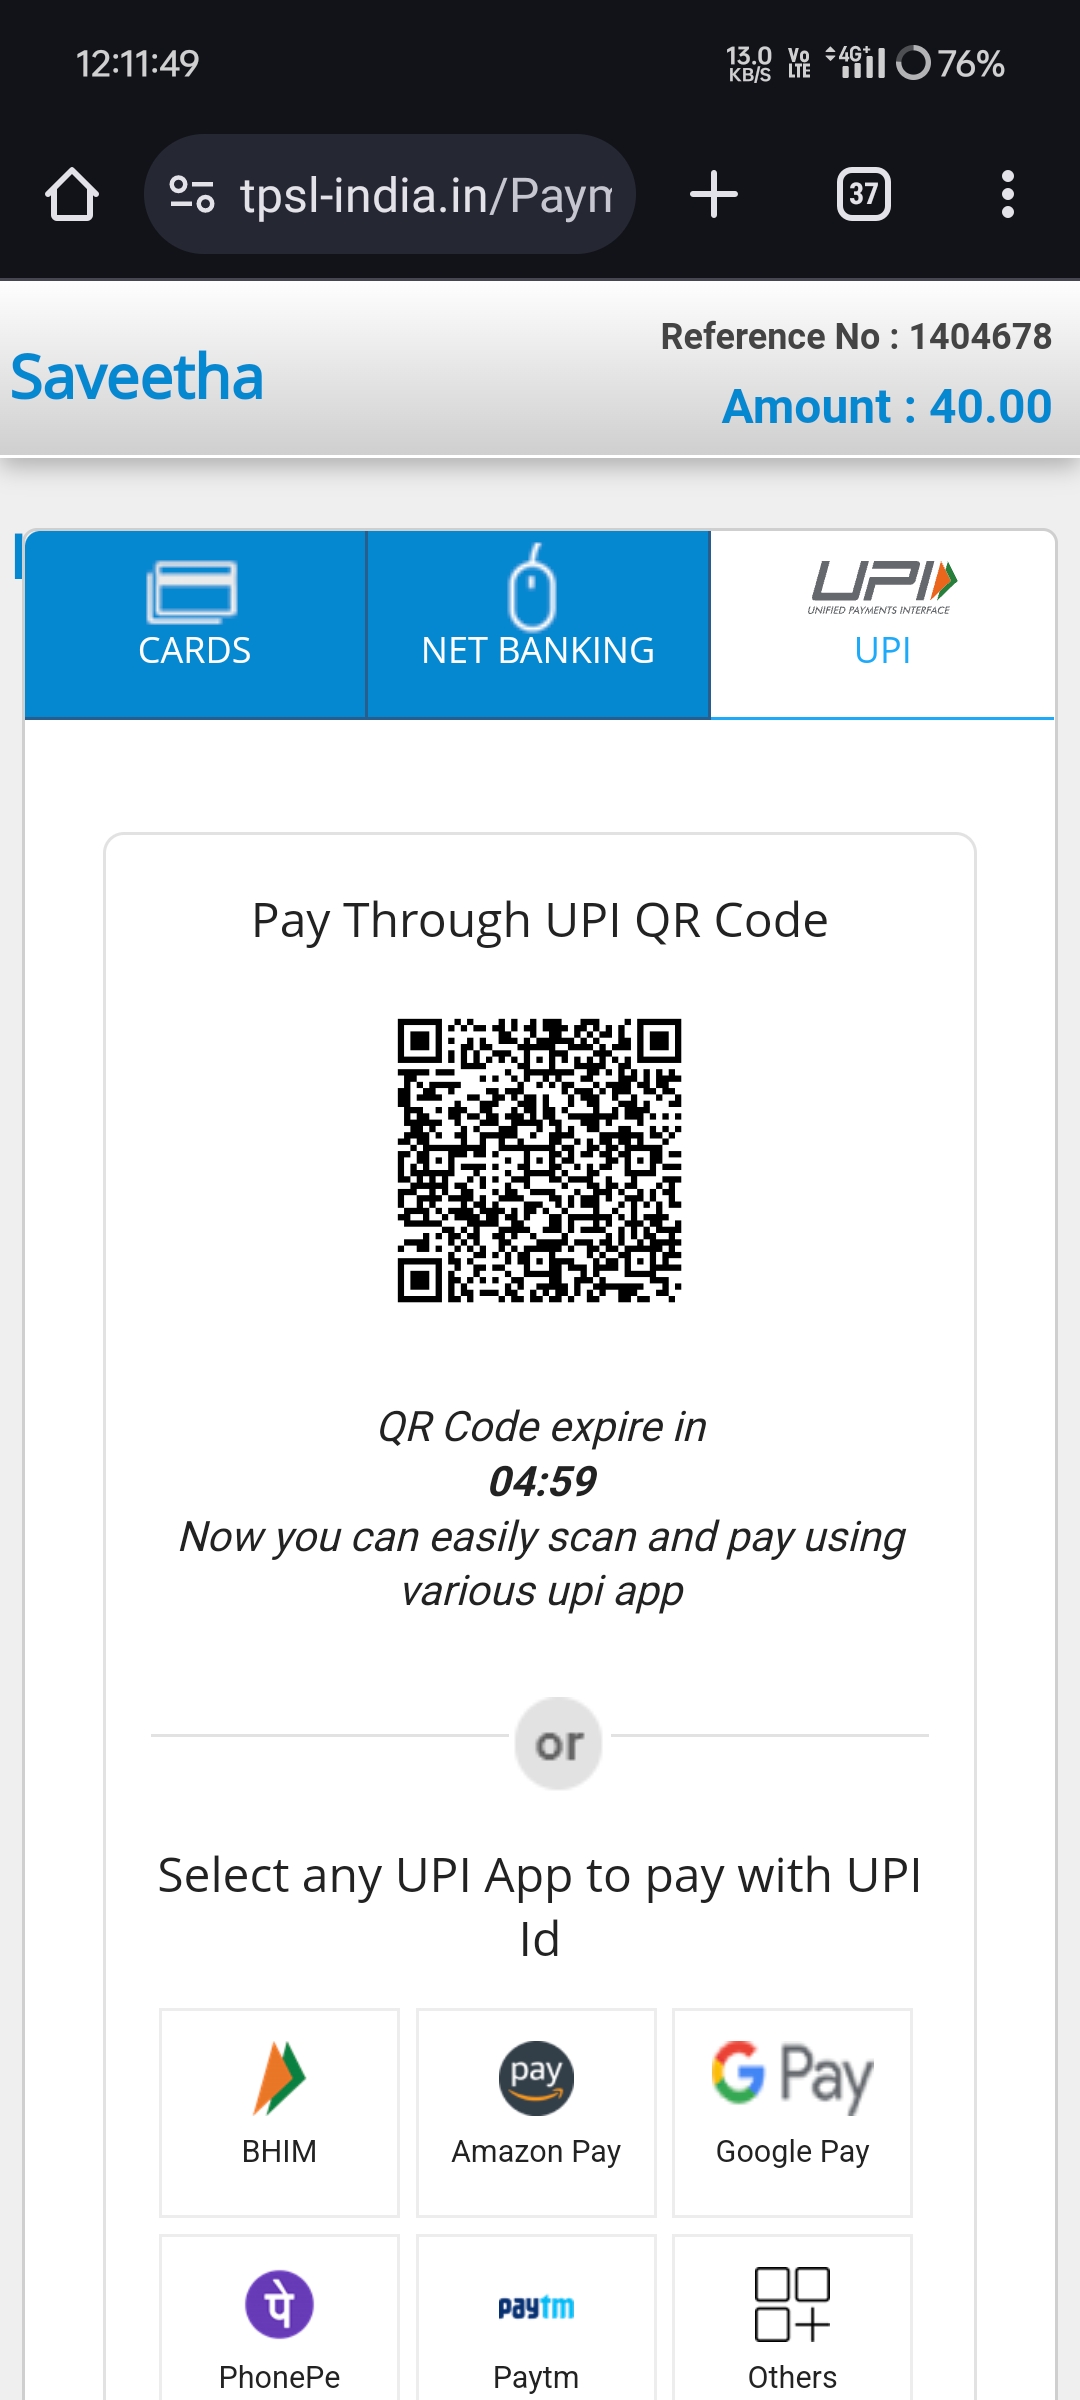 12:11:49
13.0 KB/S
Vo LTE
4G+
76%
tpsl-india.in/Paym
37
Saveetha
Reference No : 1404678
Amount : 40.00
CARDS
NET BANKING
UPI
UNIFIED PAYMENTS INTERFACE
UPI
Pay Through UPI QR Code
QR Code expire in
04:59
Now you can easily scan and pay using
various upi app
or
Select any UPI App to pay with UPI
Id
BHIM
pay
Amazon Pay
G Pay
Google Pay
पे
PhonePe
paytm
Paytm
Others